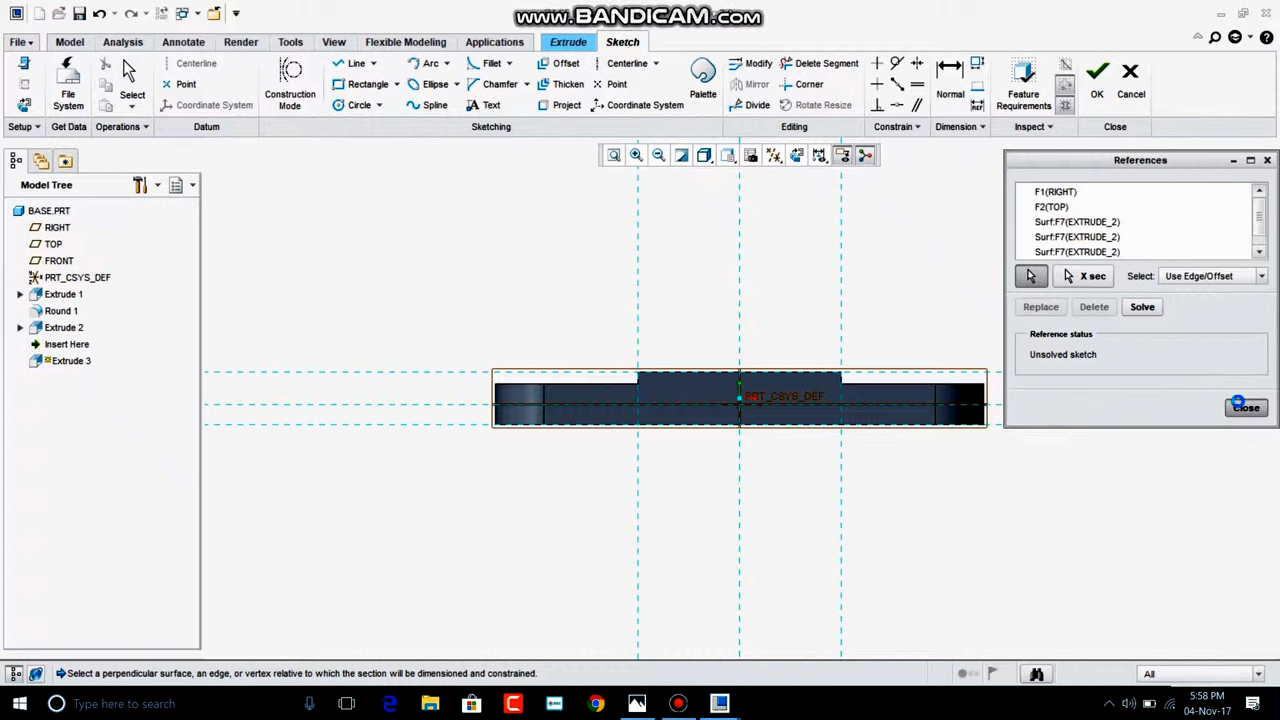 www.BANDICAM.com
File
Model
Analysis
Annotate
Render
Tools
View
Flexible Modeling
Applications
Extrude
Sketch
File System
Select
Centerline
Point
Coordinate System
Construction Mode
Line
Rectangle
Circle
Arc
Ellipse
Spline
Fillet
Chamfer
Text
Offset
Thicken
Project
Centerline
Point
Coordinate System
Palette
Modify
Mirror
Divide
Delete Segment
Corner
Rotate Resize
Normal
Feature Requirements
OK
Cancel
Setup
Get Data
Operations
Datum
Sketching
Editing
Constrain
Dimension
Inspect
Close
Model Tree
BASE.PRT
RIGHT
TOP
FRONT
PRT_CSYS_DEF
Extrude 1
Round 1
Extrude 2
Insert Here
Extrude 3
PRT_CSYS_DEF
References
F1(RIGHT)
F2(TOP)
Surf:F7(EXTRUDE_2)
Surf:F7(EXTRUDE_2)
Surf:F7(EXTRUDE_2)
X sec
Select:
Use Edge/Offset
Replace
Delete
Solve
Reference status
Unsolved sketch
Close
Select a perpendicular surface, an edge, or vertex relative to which the section will be dimensioned and constrained.
All
Type here to search
5:58 PM
04-Nov-17